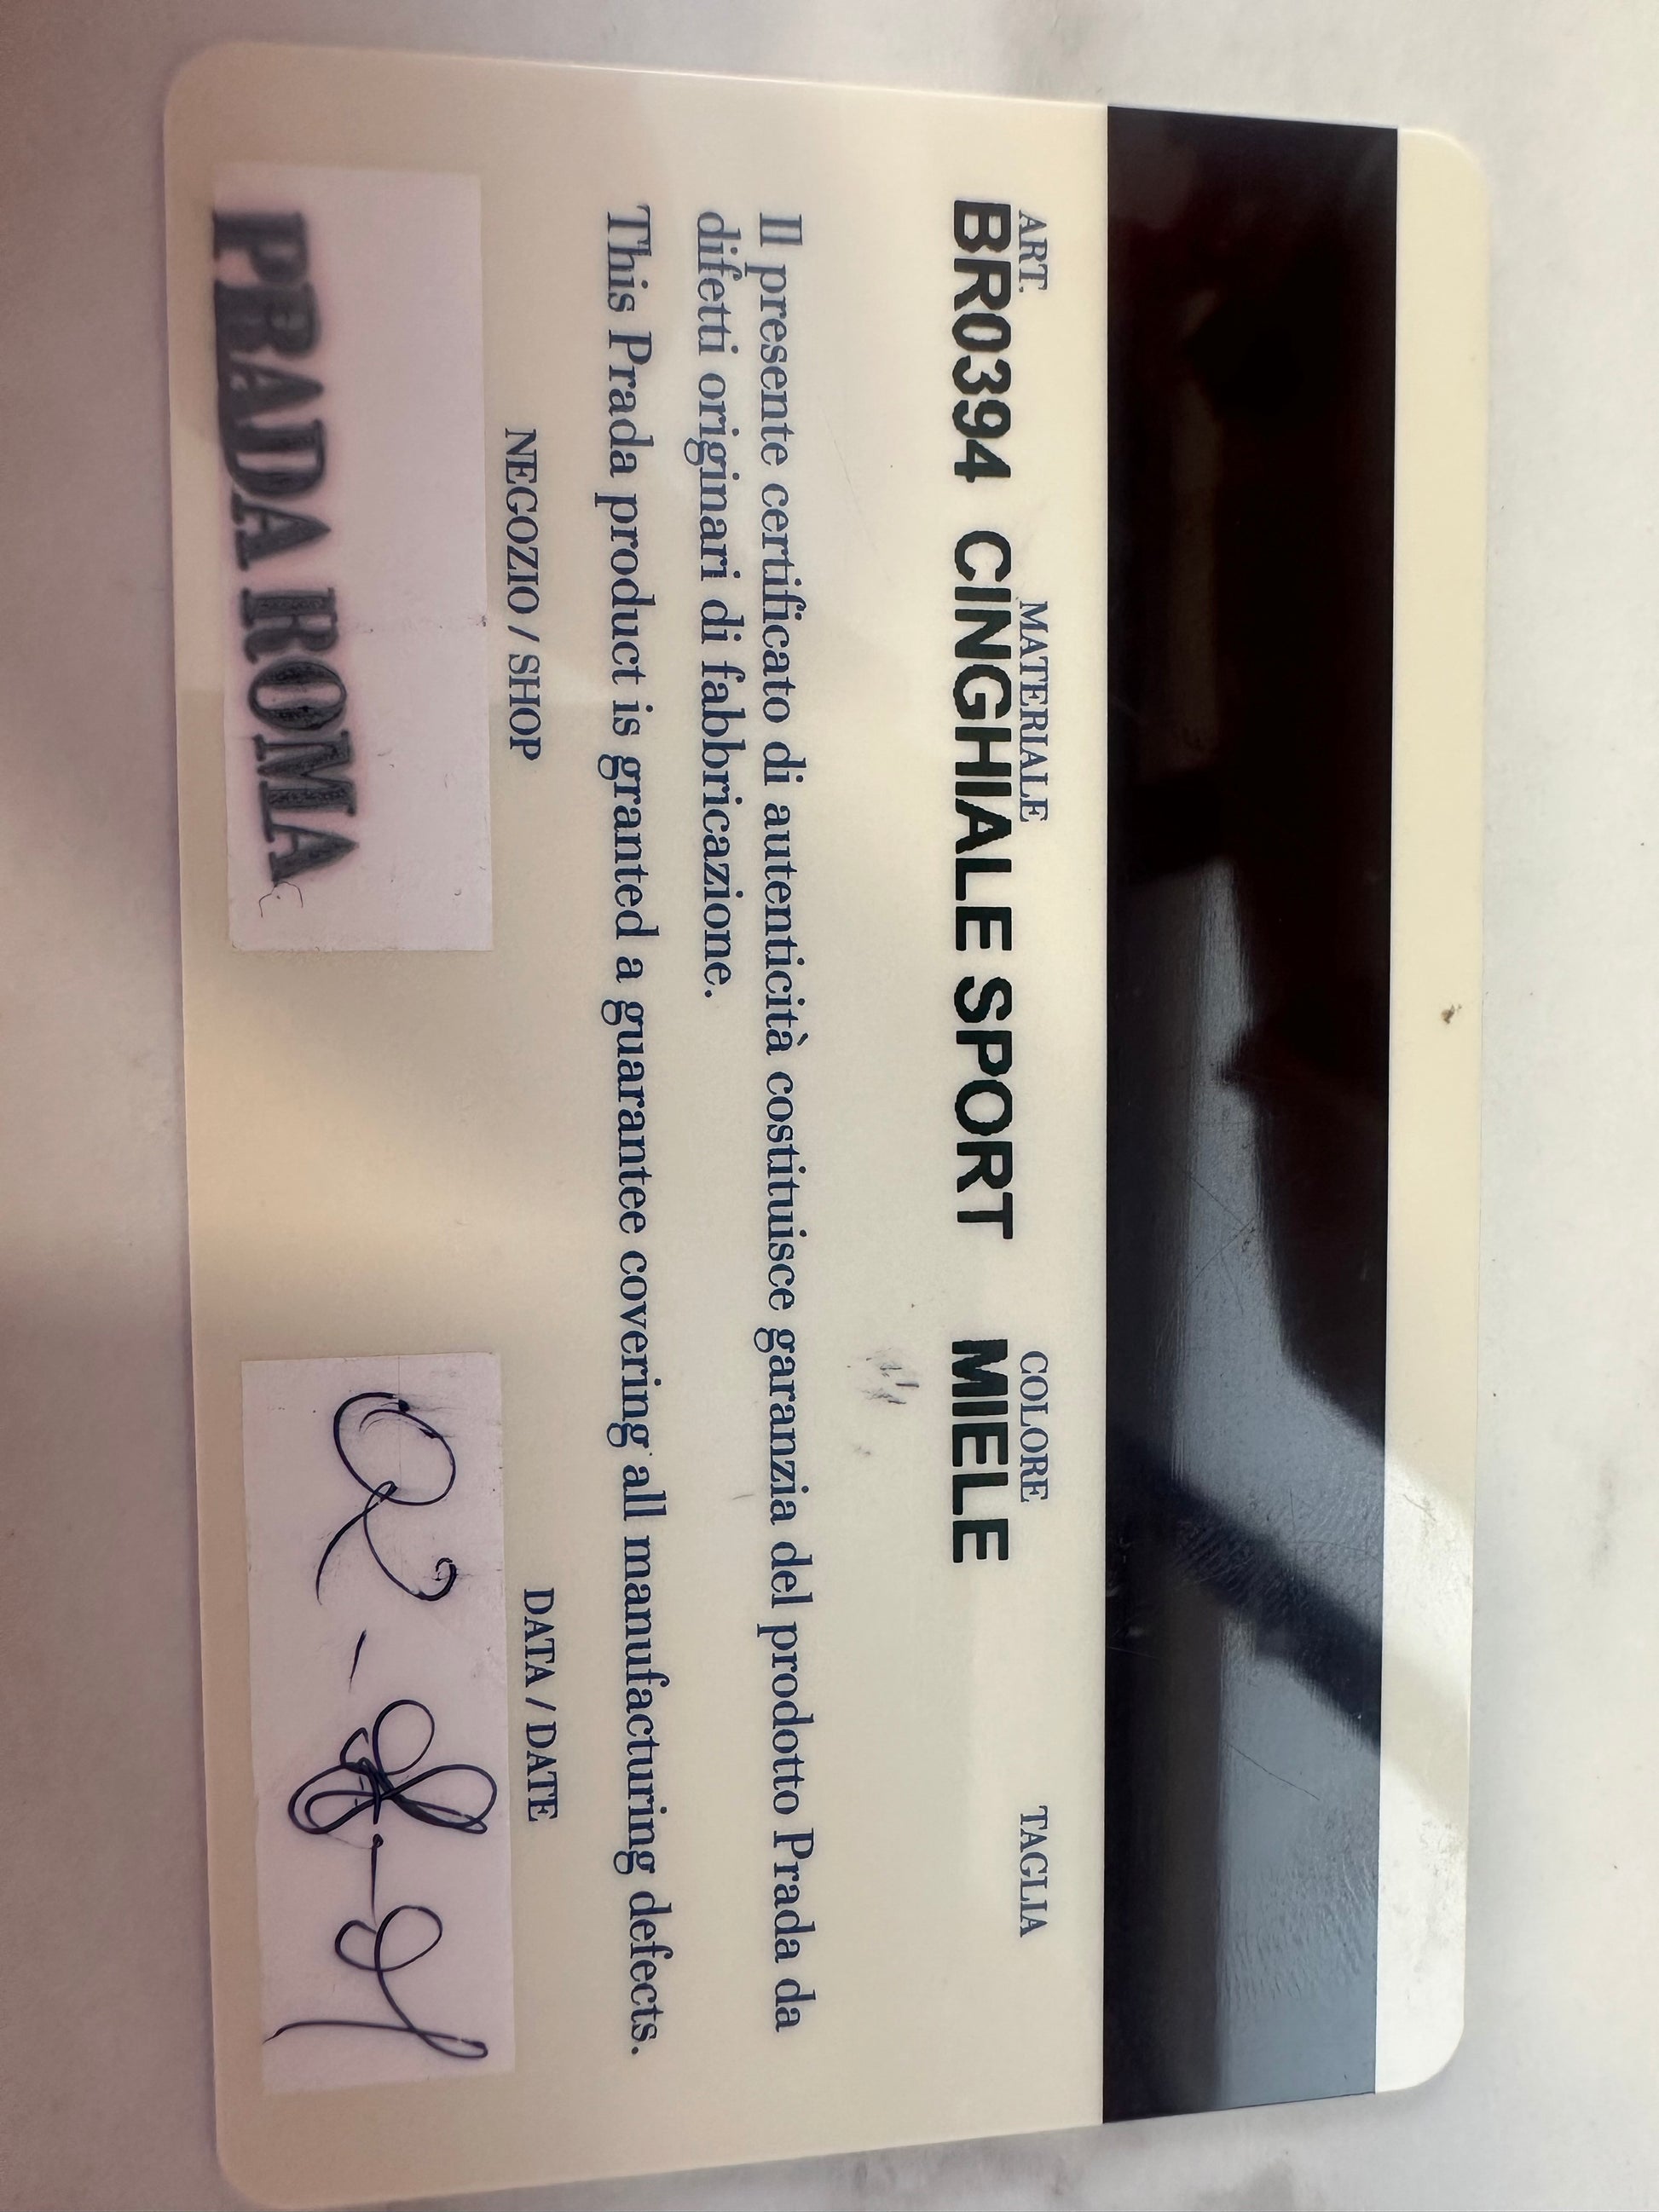 ART. MATERIALE COLORE TAGLIA
BR0394 CINGHIALE SPORT MIELE
Il presente certificato di autenticità costituisce garanzia del prodotto Prada da
difetti originari di fabbricazione.
This Prada product is granted a guarantee covering all manufacturing defects.
NEGOZIO / SHOP DATA / DATE
PRADA ROMA